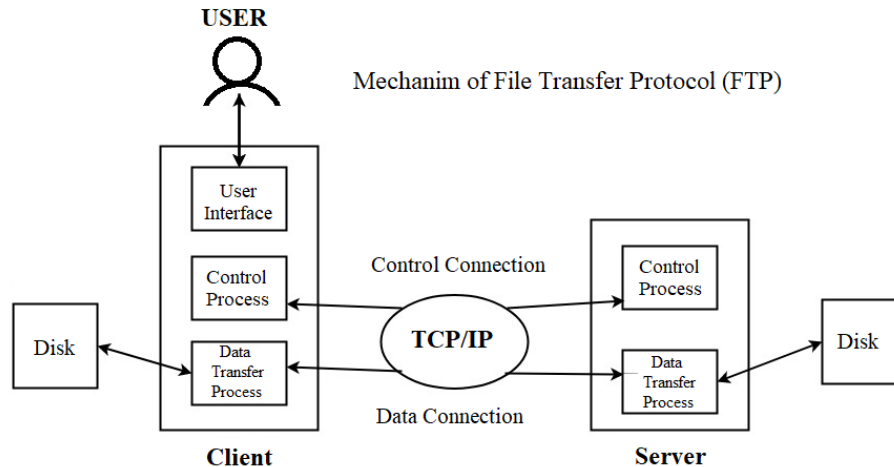 USER
Mechanim of File Transfer Protocol (FTP)
User
Interface
Control
Process
Data
Transfer
Process
Disk
Control Connection
TCP/IP
Data Connection
Control
Process
Data
Transfer
Process
Disk
Client
Server